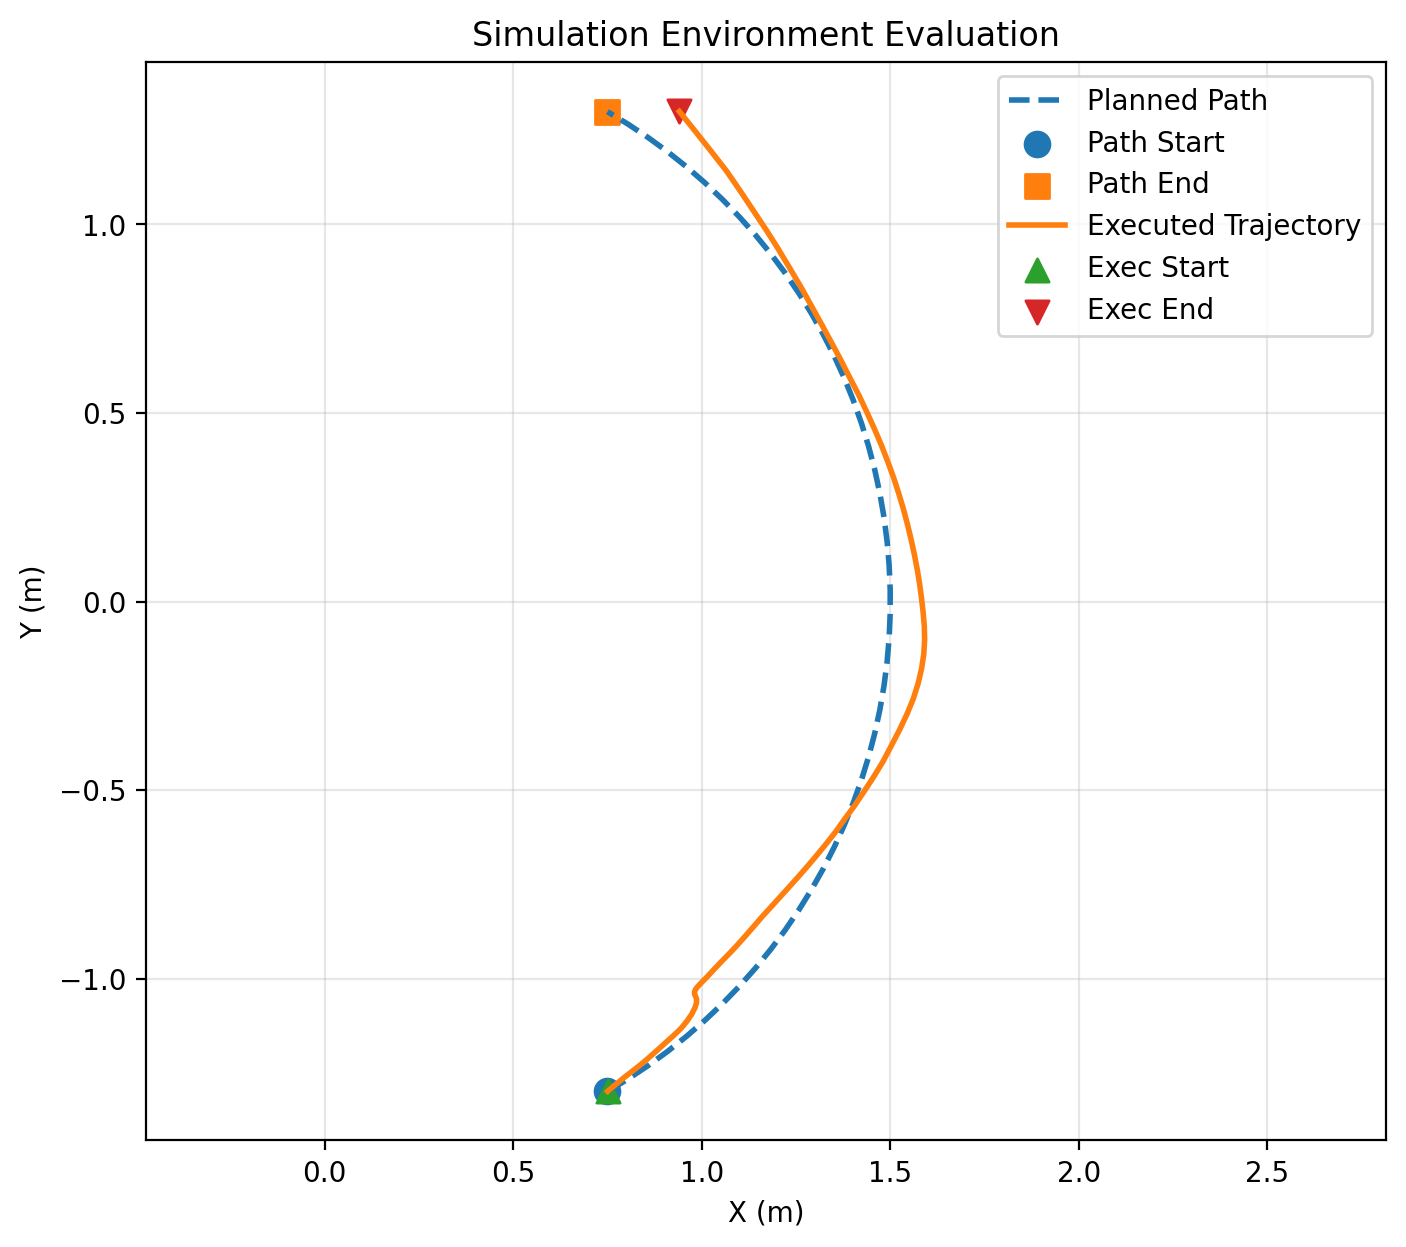 Simulation Environment Evaluation
Planned Path
Path Start
Path End
Executed Trajectory
Exec Start
Exec End
1.0
0.5
0.0
−0.5
−1.0
Y (m)
0.0 0.5 1.0 1.5 2.0 2.5
X (m)